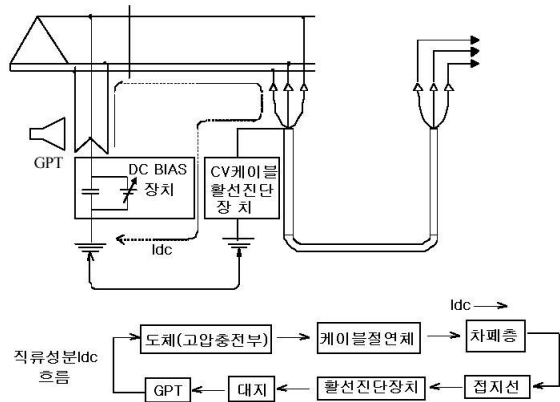 GPT
DC BIAS
장치
CV케이블
활선진단
장 치
Idc
Idc
직류성분Idc
흐름
도체(고압충전부)
케이블절연체
차폐층
GPT
대지
활선진단장치
접지선